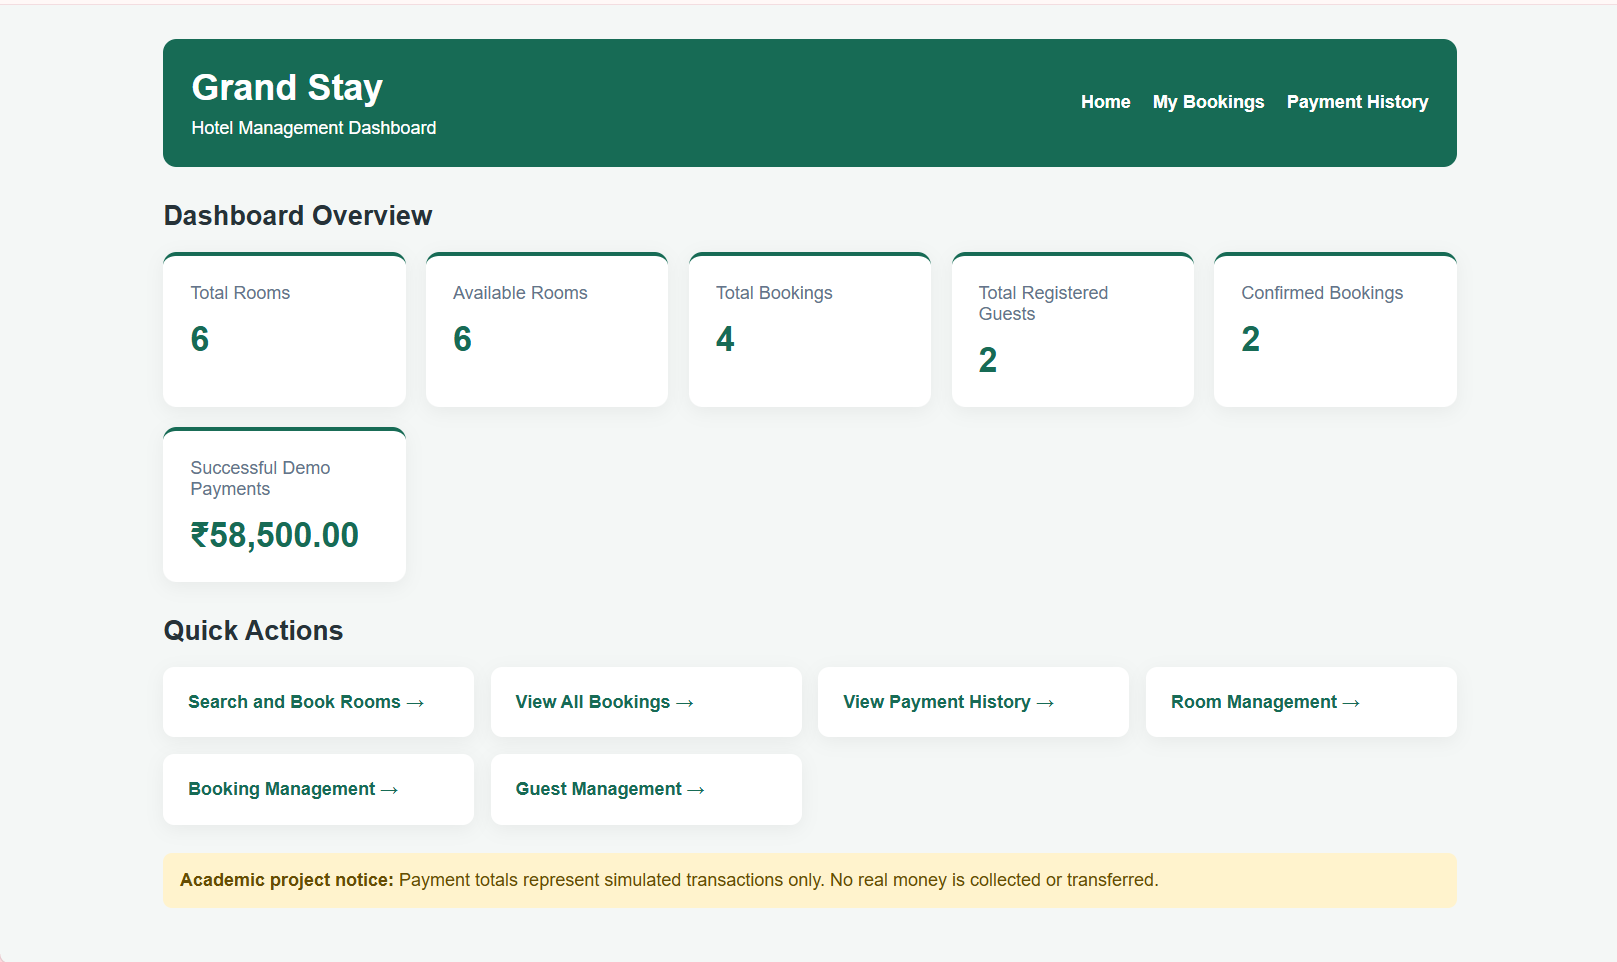 Grand Stay
Hotel Management Dashboard
Home My Bookings Payment History
Dashboard Overview
Total Rooms
6
Available Rooms
6
Total Bookings
4
Total Registered
Guests
2
Confirmed Bookings
2
Successful Demo
Payments
₹58,500.00
Quick Actions
Search and Book Rooms →
View All Bookings →
View Payment History →
Room Management →
Booking Management →
Guest Management →
Academic project notice: Payment totals represent simulated transactions only. No real money is collected or transferred.